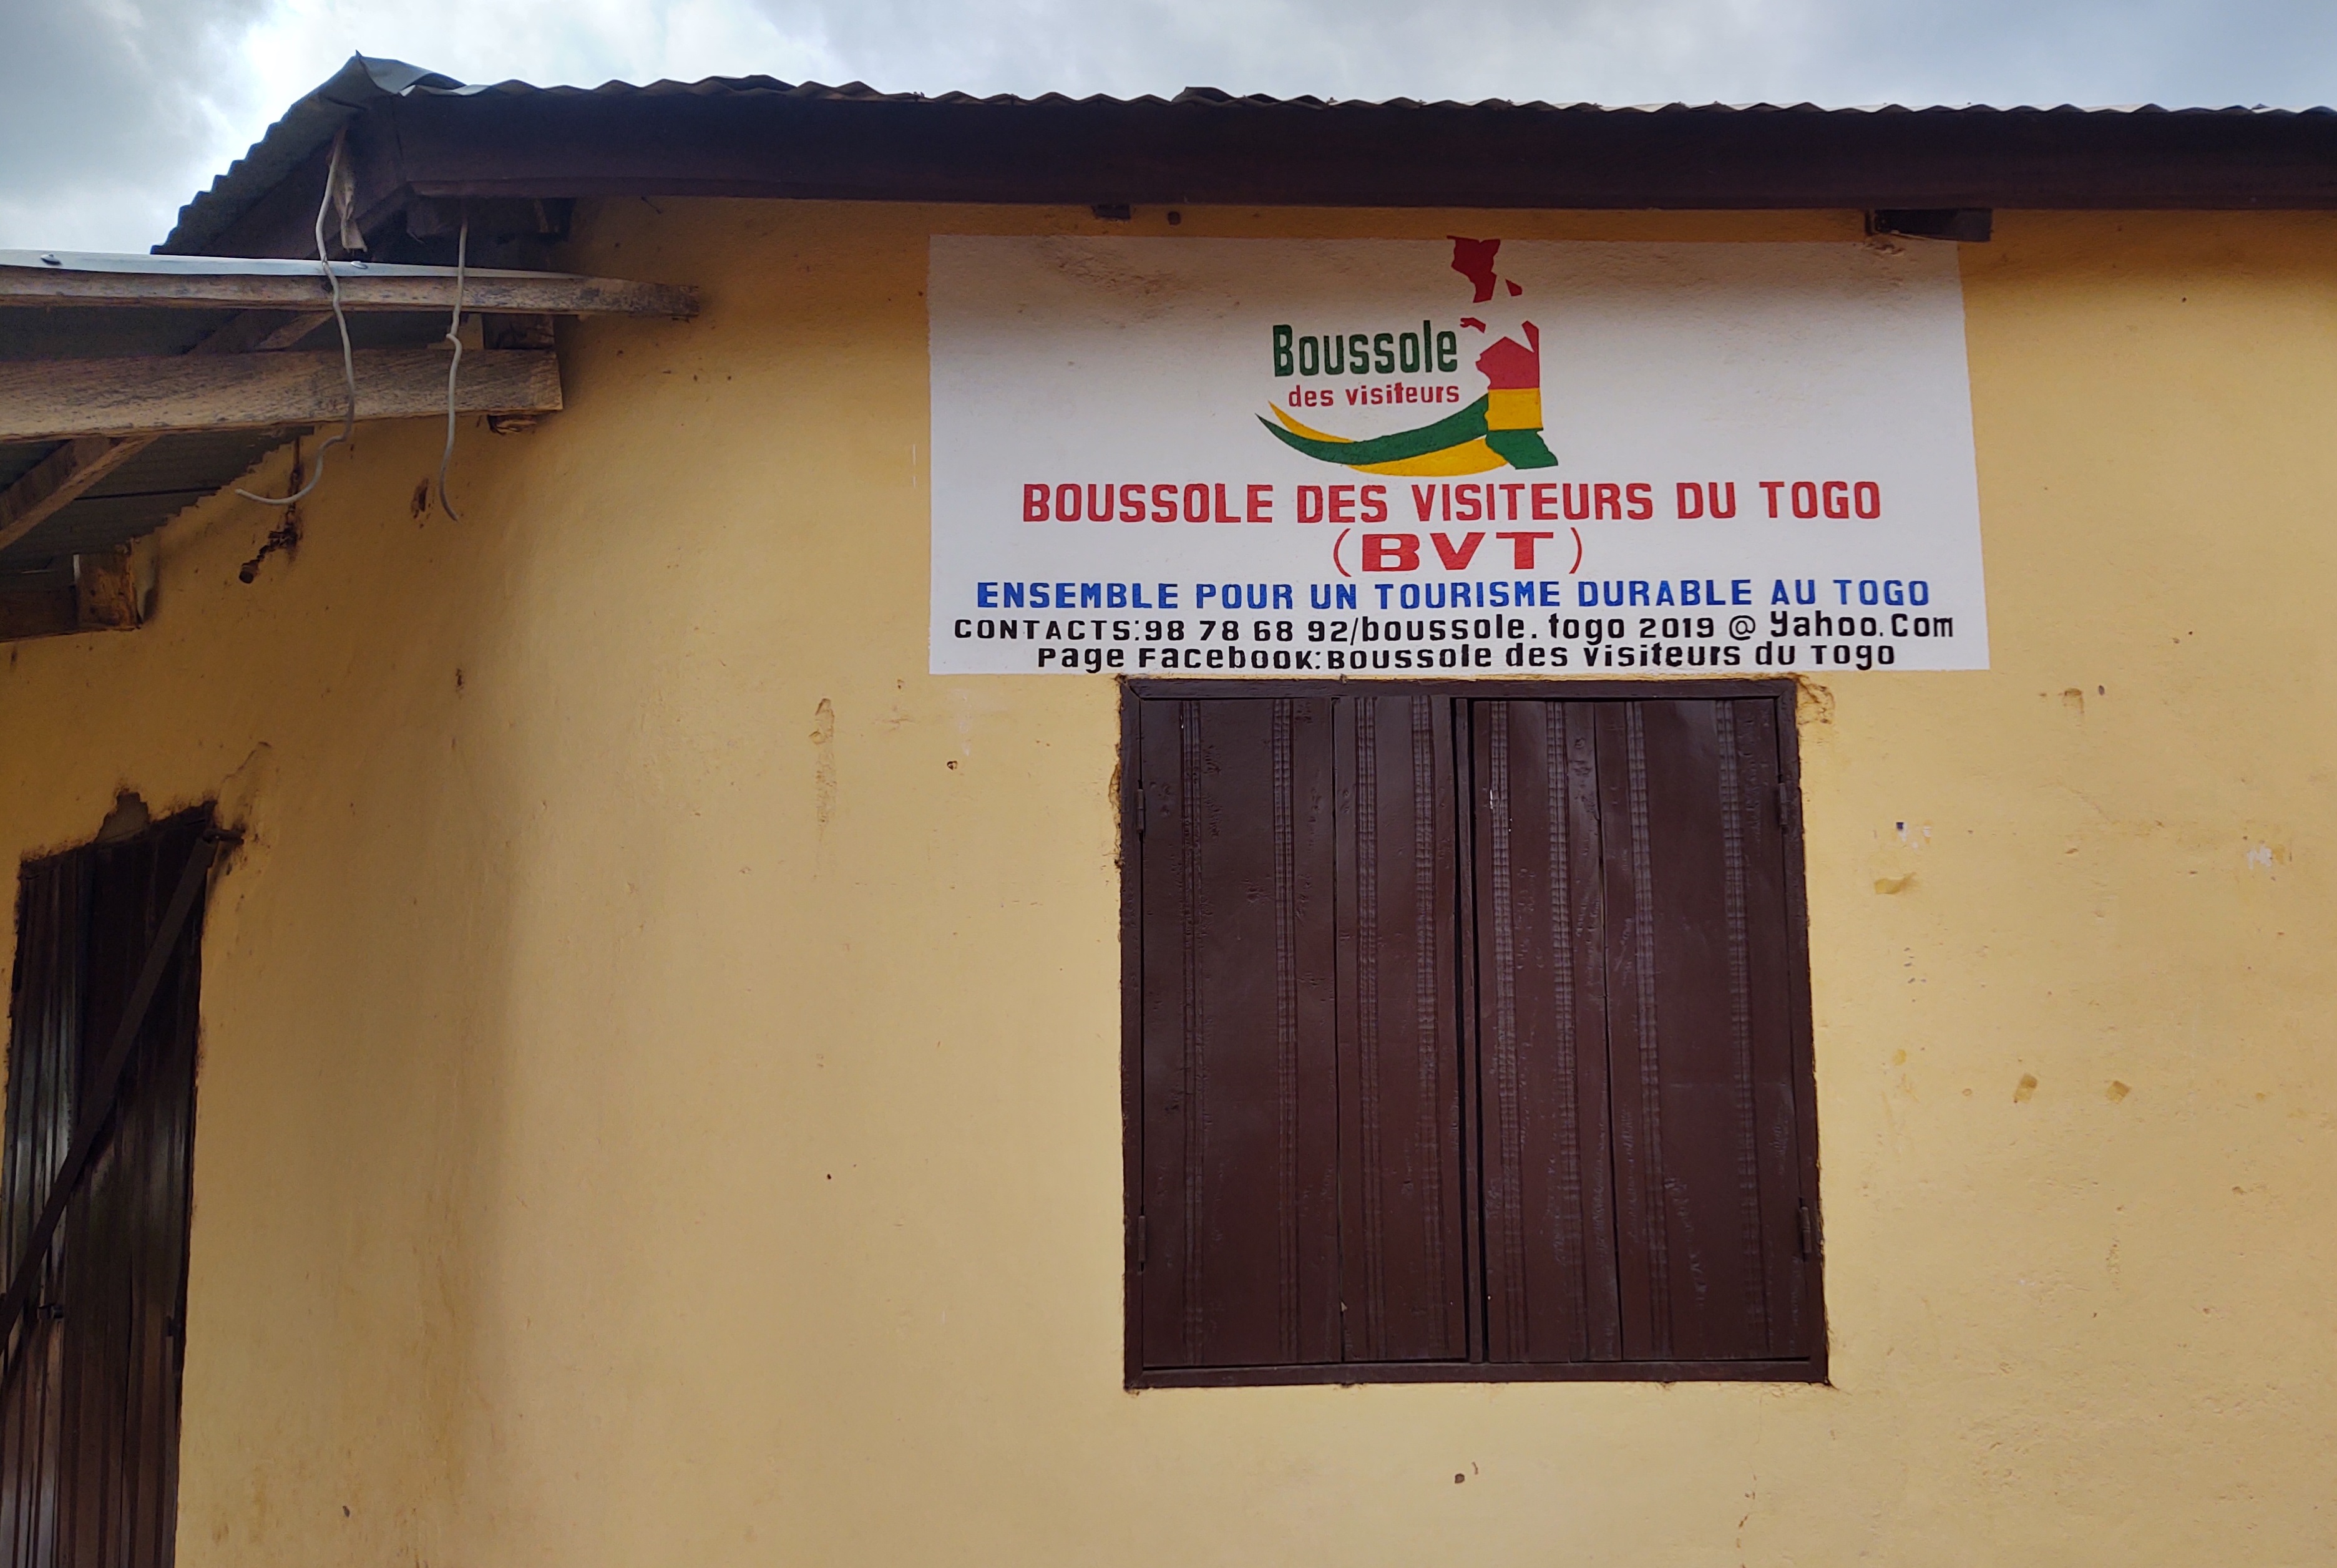 Boussole
des visiteurs
BOUSSOLE DES VISITEURS DU TOGO
(BVT)
ENSEMBLE POUR UN TOURISME DURABLE AU TOGO
CONTACTS:98 78 68 92/boussole.togo 2019 @ Yahoo.Com
Page Facebook:Boussole des visiteurs du Togo